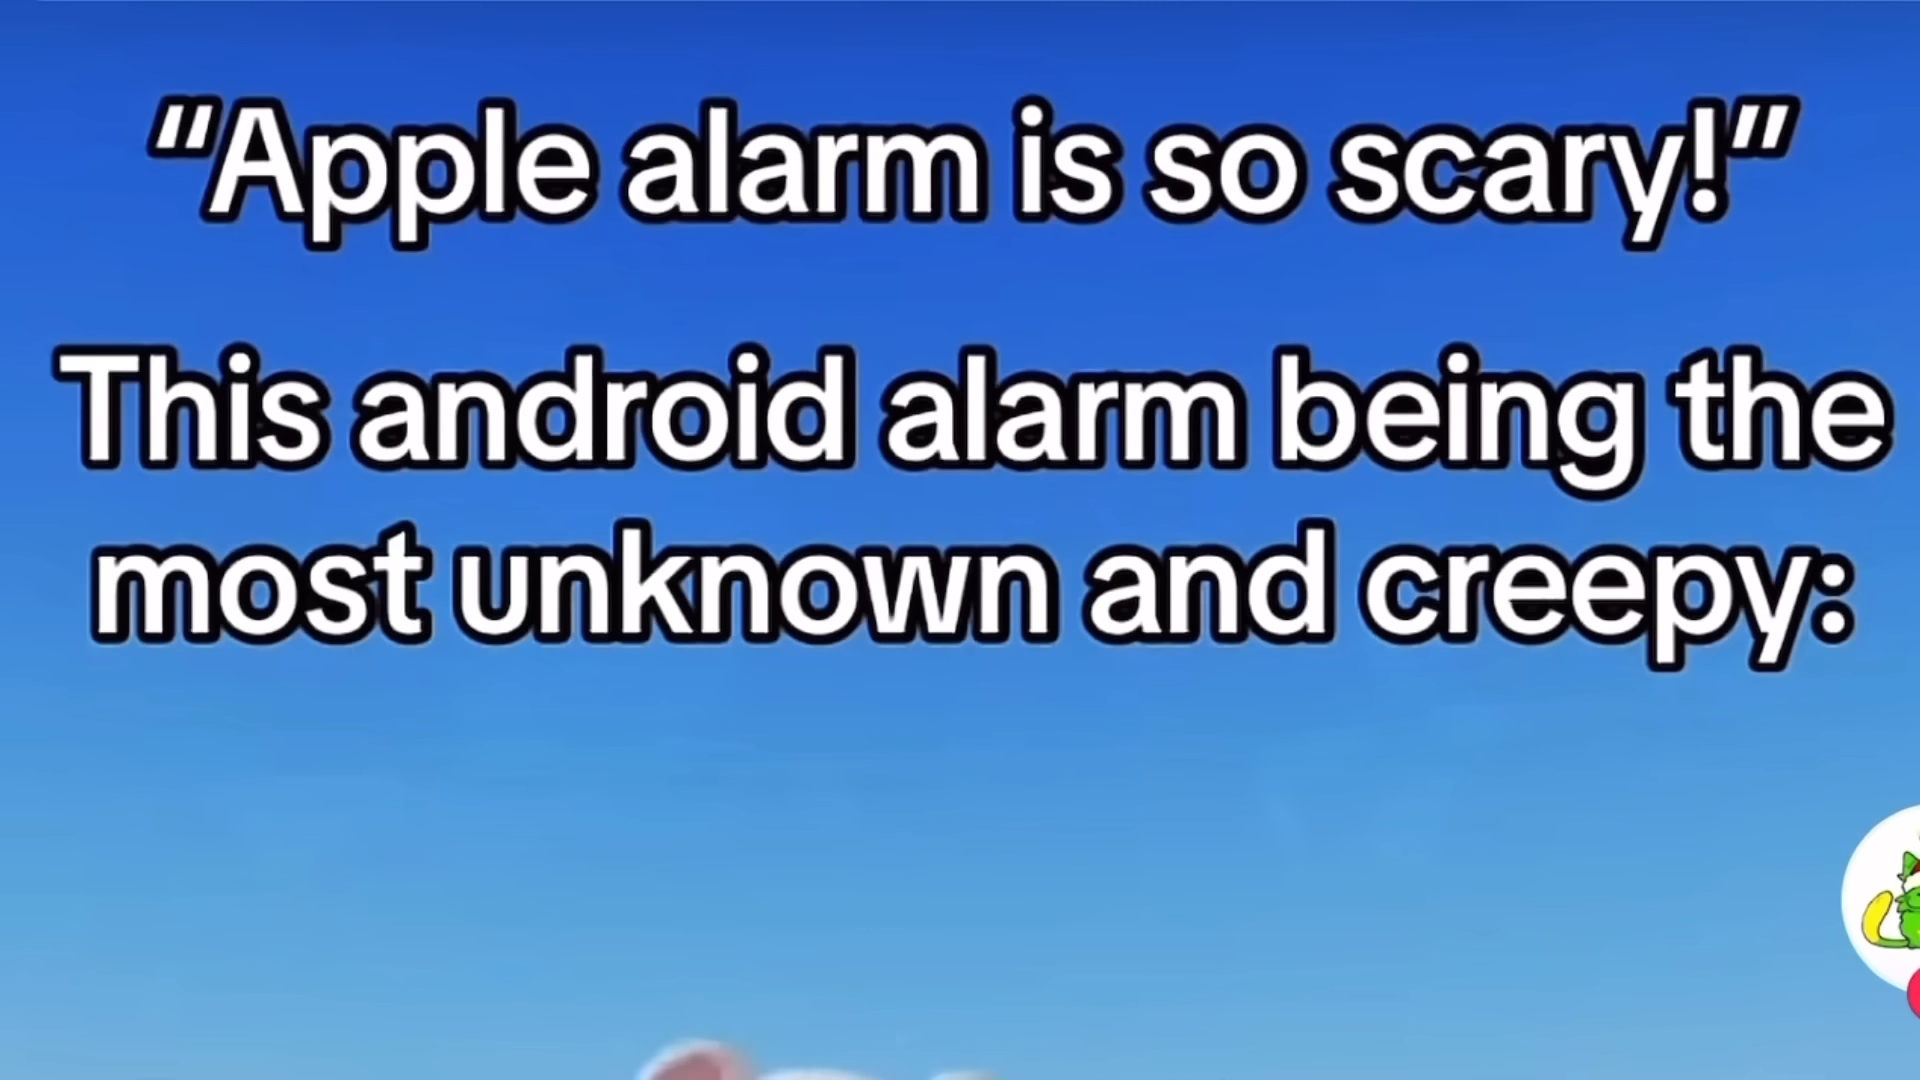 “Apple alarm is so scary!”
This android alarm being the
most unknown and creepy: